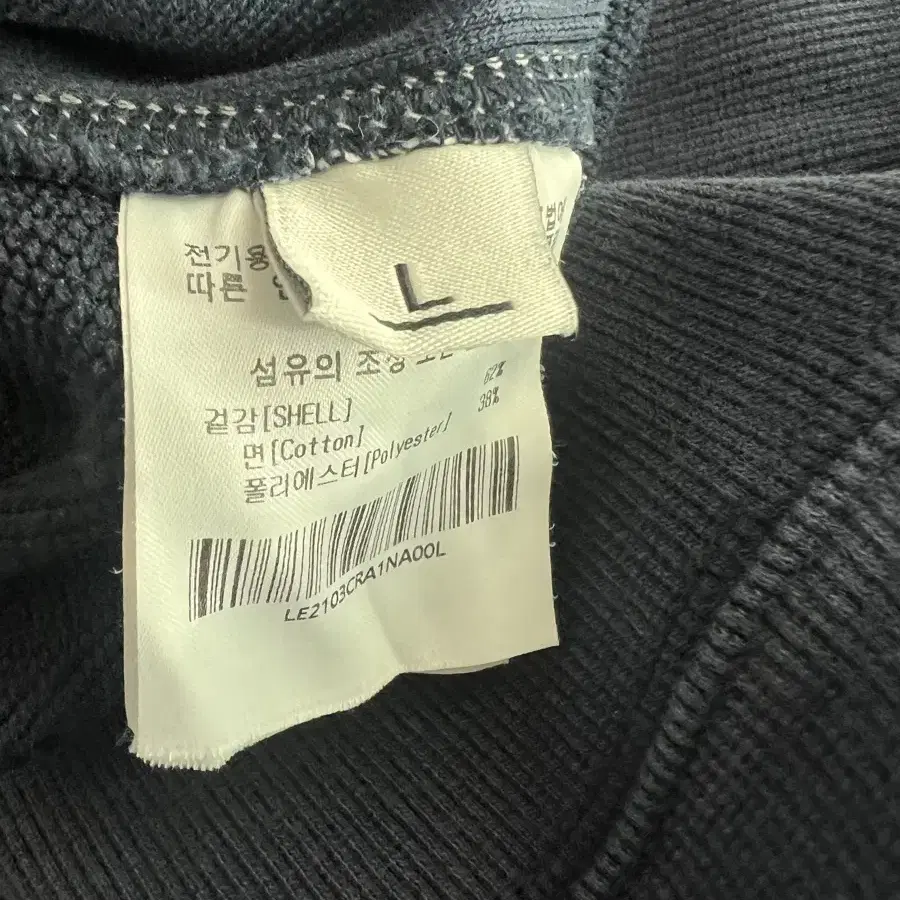 L
전기용
따른
섬유의 조성
겉감[SHELL]
면[Cotton] 62%
폴리에스터[Polyester] 38%
LE2103CRA1NA00L